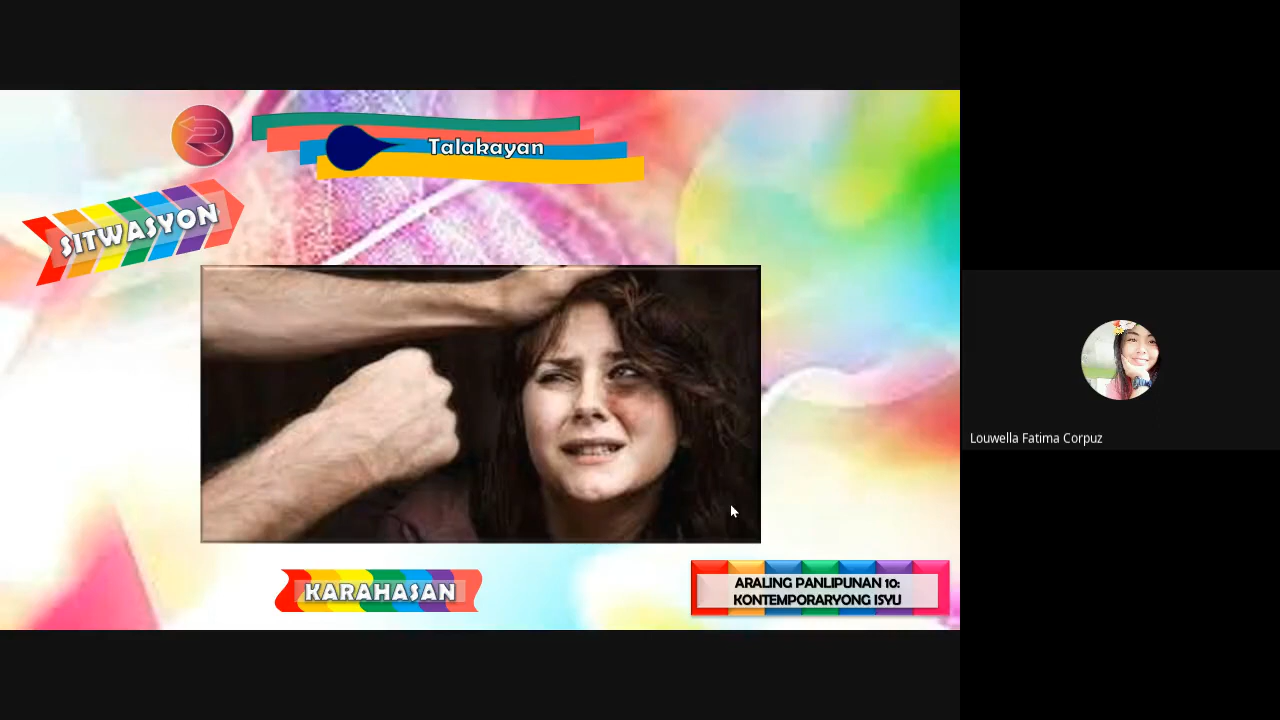 Talakayan
SITWASYON
KARAHASAN
ARALING PANLIPUNAN 10:
KONTEMPORARYONG ISYU
Louwella Fatima Corpuz